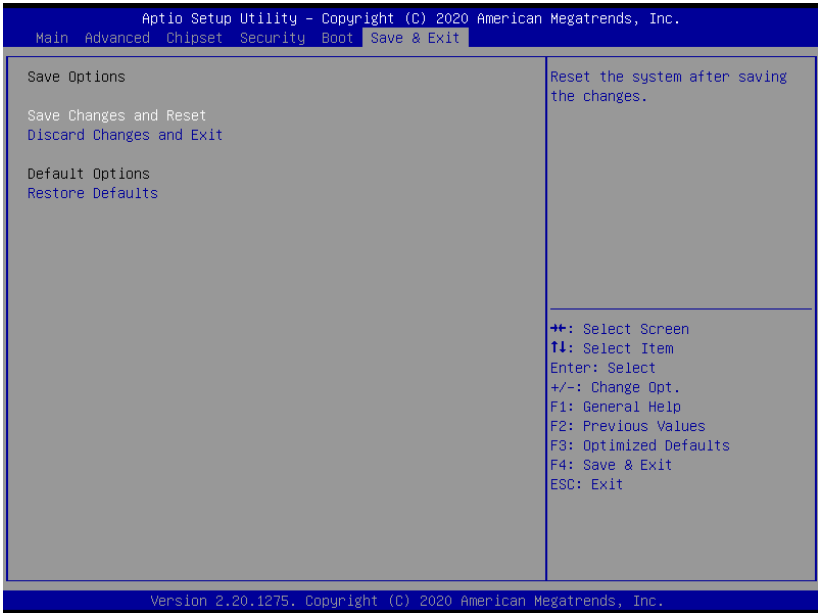 Aptio Setup Utility – Copyright (C) 2020 American Megatrends, Inc.
Main Advanced Chipset Security Boot Save & Exit
Save Options
Save Changes and Reset
Discard Changes and Exit
Default Options
Restore Defaults
Reset the system after saving
the changes.
→←: Select Screen
↑↓: Select Item
Enter: Select
+/-: Change Opt.
F1: General Help
F2: Previous Values
F3: Optimized Defaults
F4: Save & Exit
ESC: Exit
Version 2.20.1275. Copyright (C) 2020 American Megatrends, Inc.